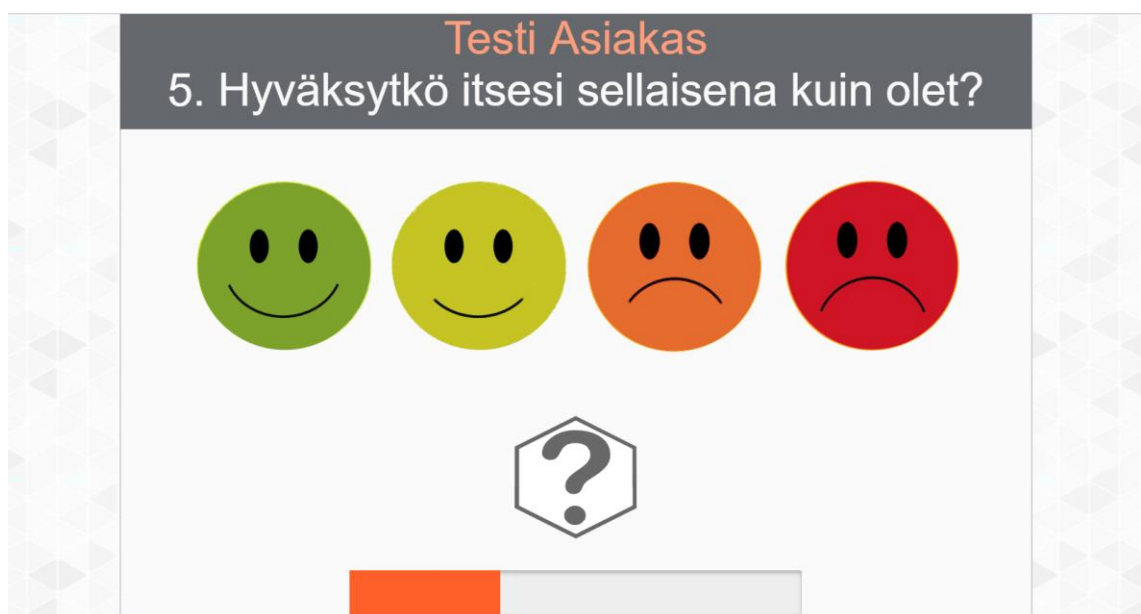 Testi Asiakas
5. Hyväksytkö itsesi sellaisena kuin olet?
?